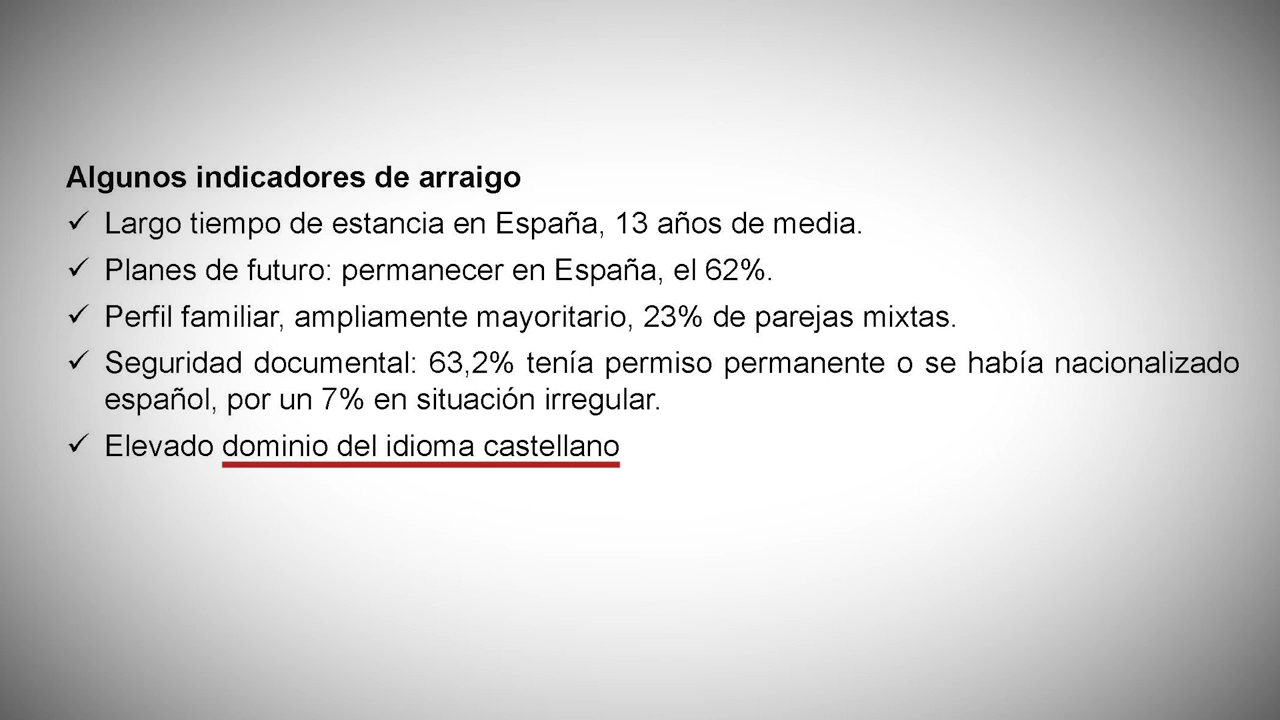 Algunos indicadores de arraigo
✓ Largo tiempo de estancia en España, 13 años de media.
✓ Planes de futuro: permanecer en España, el 62%.
✓ Perfil familiar, ampliamente mayoritario, 23% de parejas mixtas.
✓ Seguridad documental: 63,2% tenía permiso permanente o se había nacionalizado
español, por un 7% en situación irregular.
✓ Elevado dominio del idioma castellano